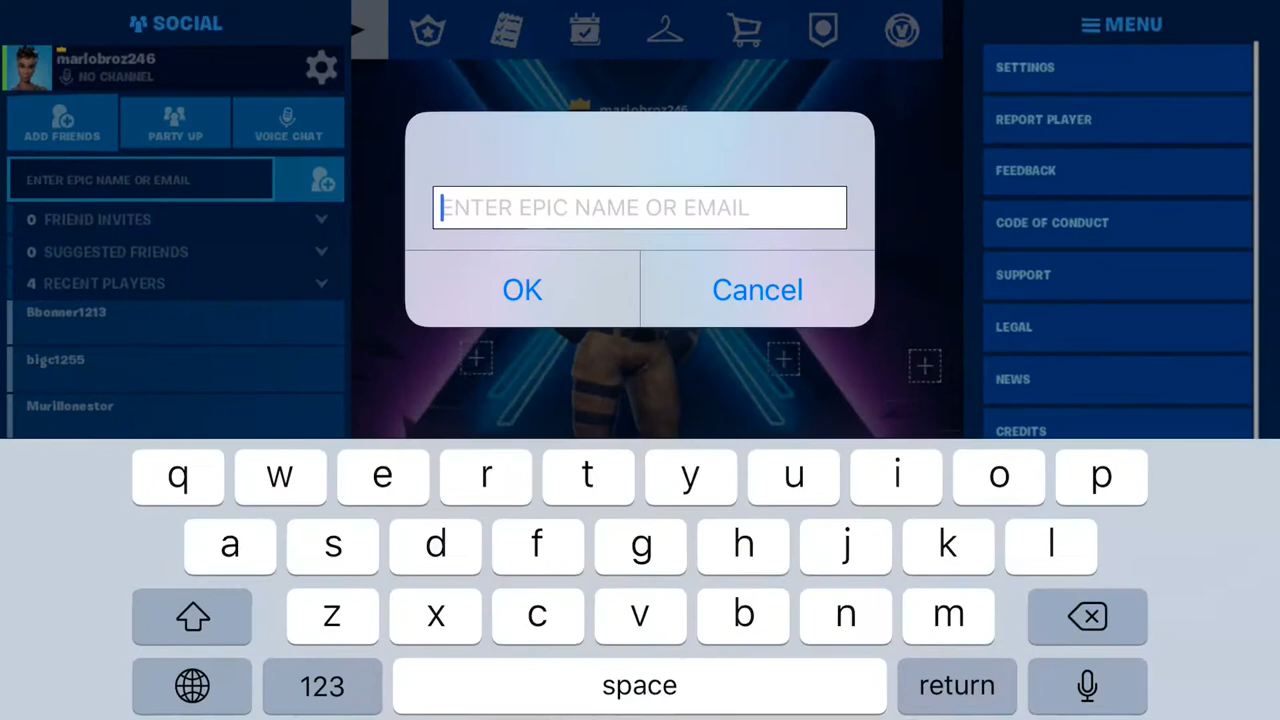 SOCIAL
marlobroz246
NO CHANNEL
ADD FRIENDS
PARTY UP
VOICE CHAT
ENTER EPIC NAME OR EMAIL
0 FRIEND INVITES
0 SUGGESTED FRIENDS
4 RECENT PLAYERS
Bbonner1213
bigc1255
Murillonestor
marlobroz246
ENTER EPIC NAME OR EMAIL
OK
Cancel
MENU
SETTINGS
REPORT PLAYER
FEEDBACK
CODE OF CONDUCT
SUPPORT
LEGAL
NEWS
CREDITS
q w e r t y u i o p
a s d f g h j k l
z x c v b n m
123 space return